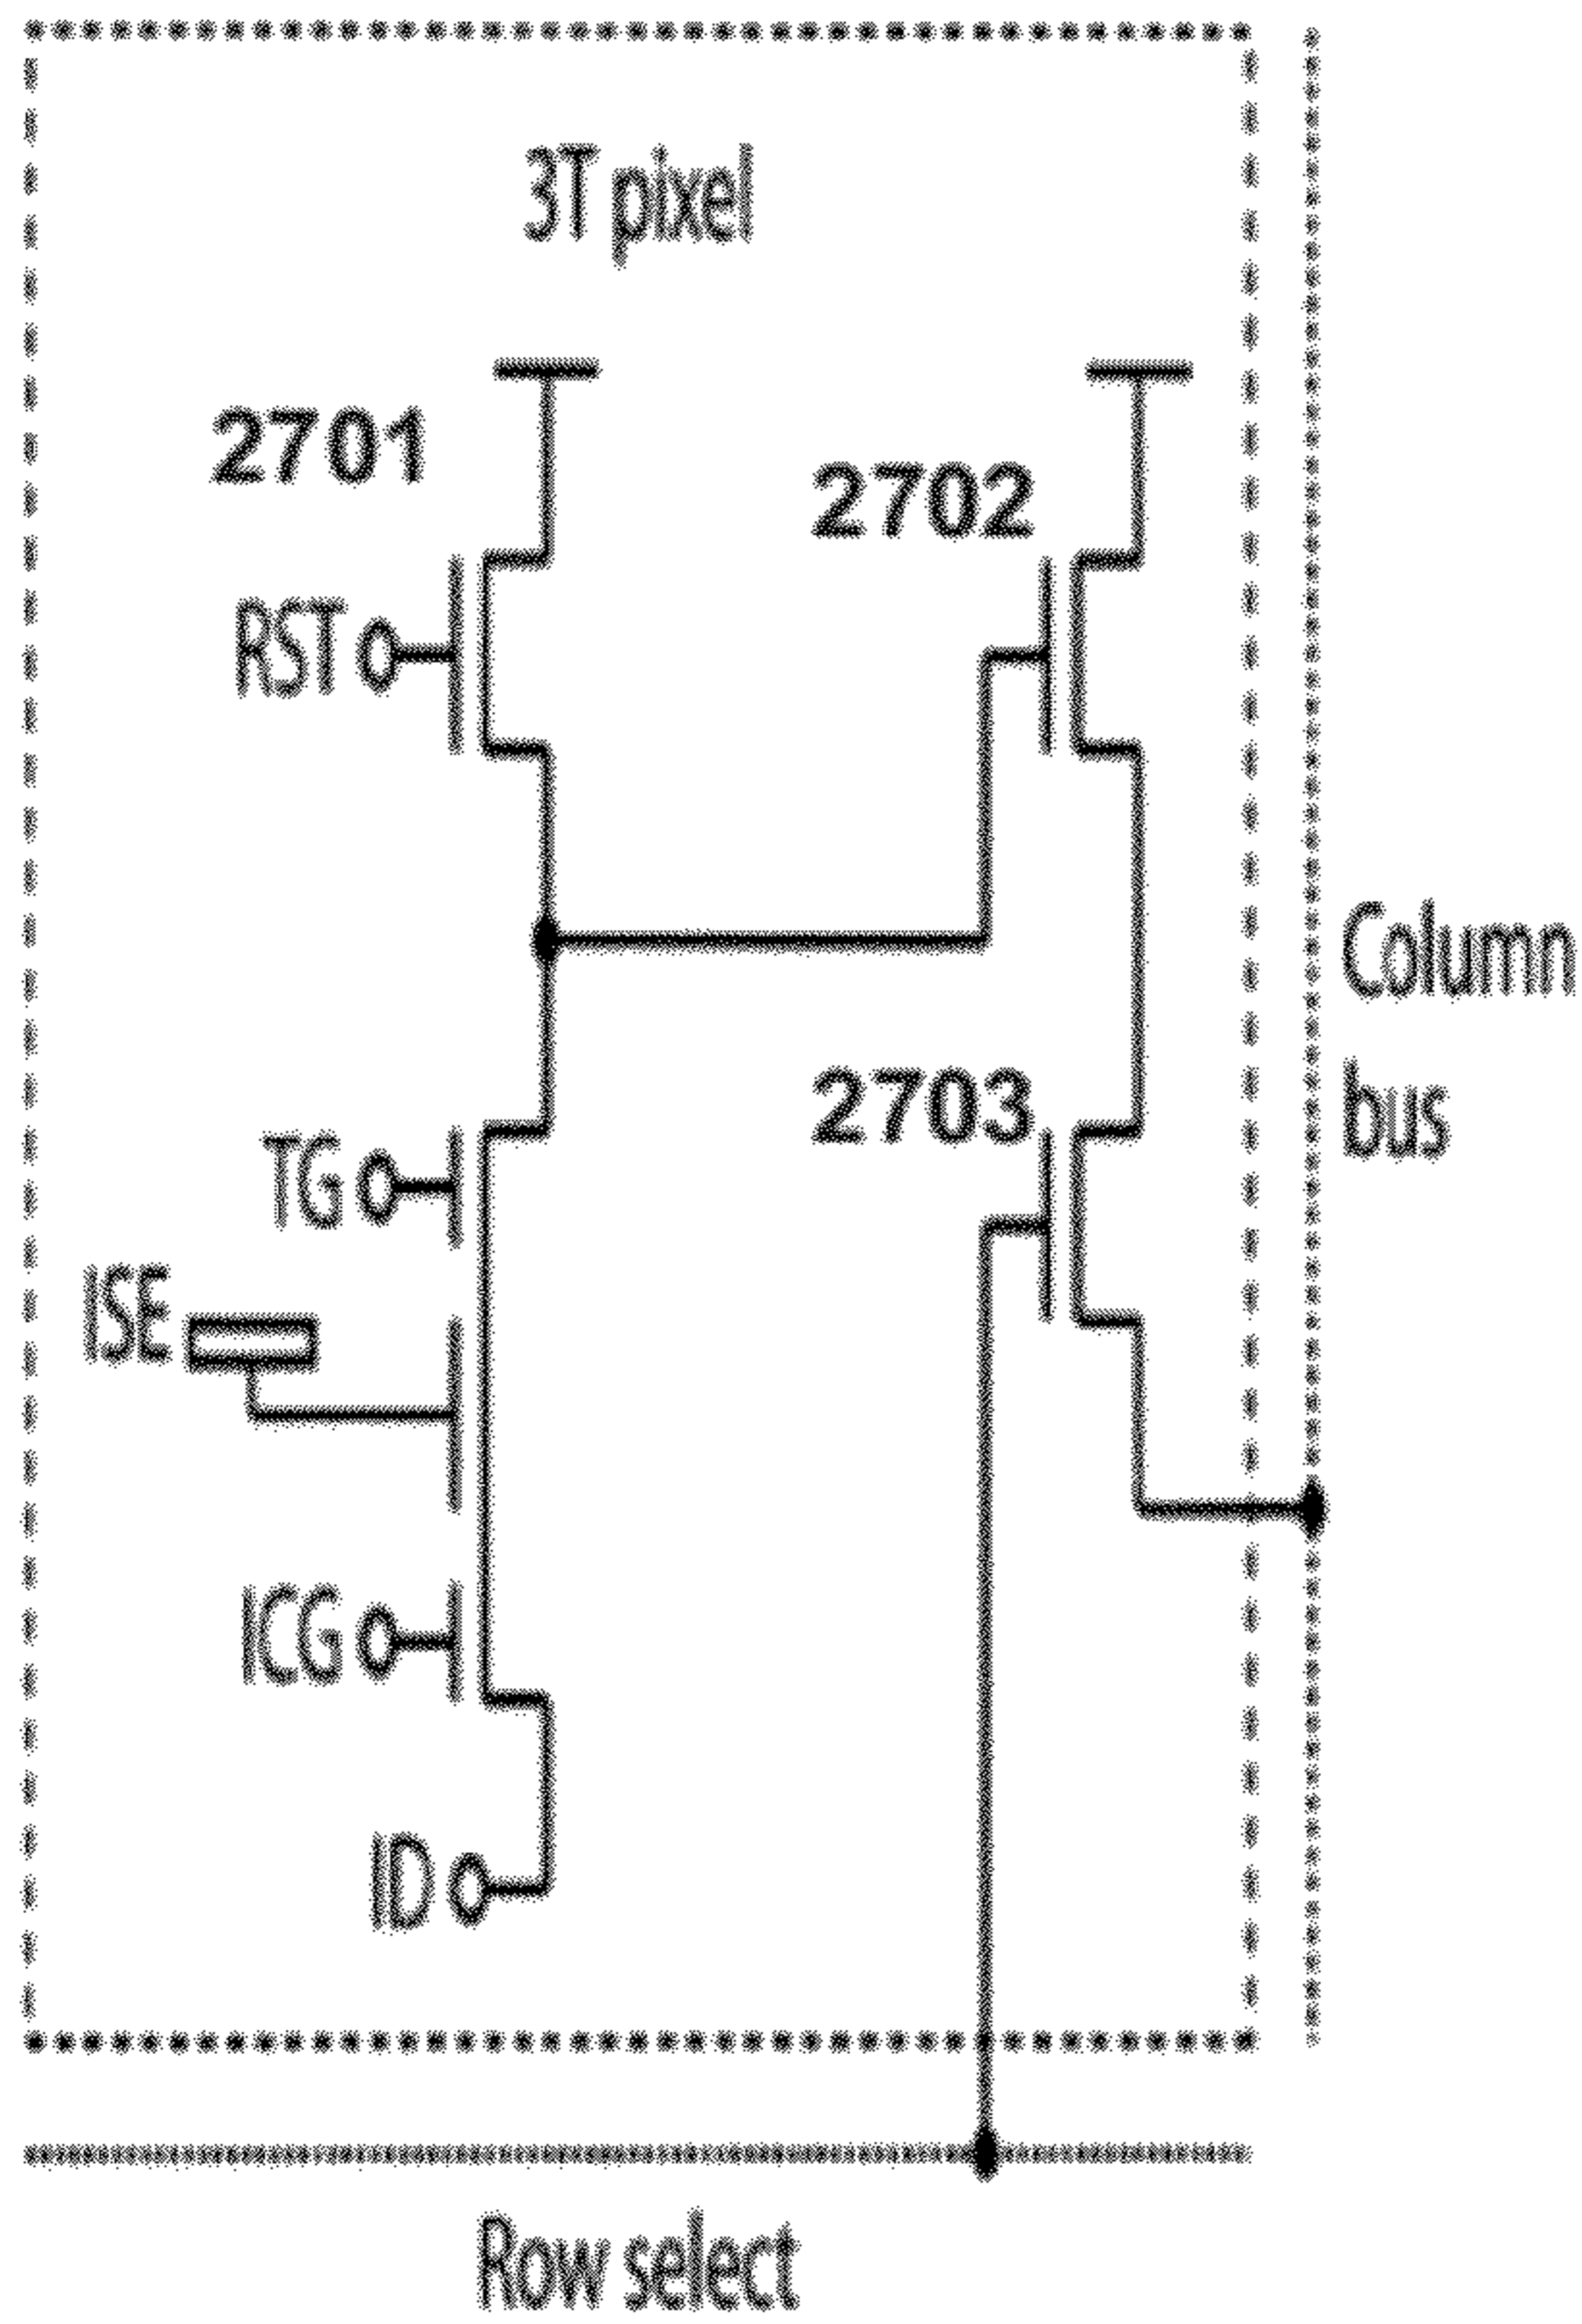 3T pixel
2701
2702
RST
Column
bus
2703
TG
ISE
ICG
ID
Row select